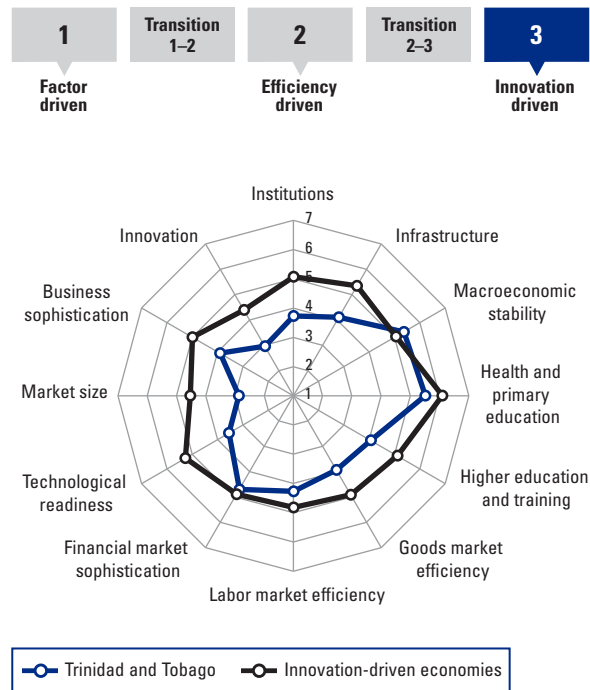 1
Transition
1–2
2
Transition
2–3
3
Factor
driven
Efficiency
driven
Innovation
driven
Institutions
7
Innovation
Infrastructure
6
5
Business
sophistication
Macroeconomic
stability
4
3
2
Market size
1
Health and
primary
education
Technological
readiness
Higher education
and training
Financial market
sophistication
Goods market
efficiency
Labor market efficiency
Trinidad and Tobago
Innovation-driven economies